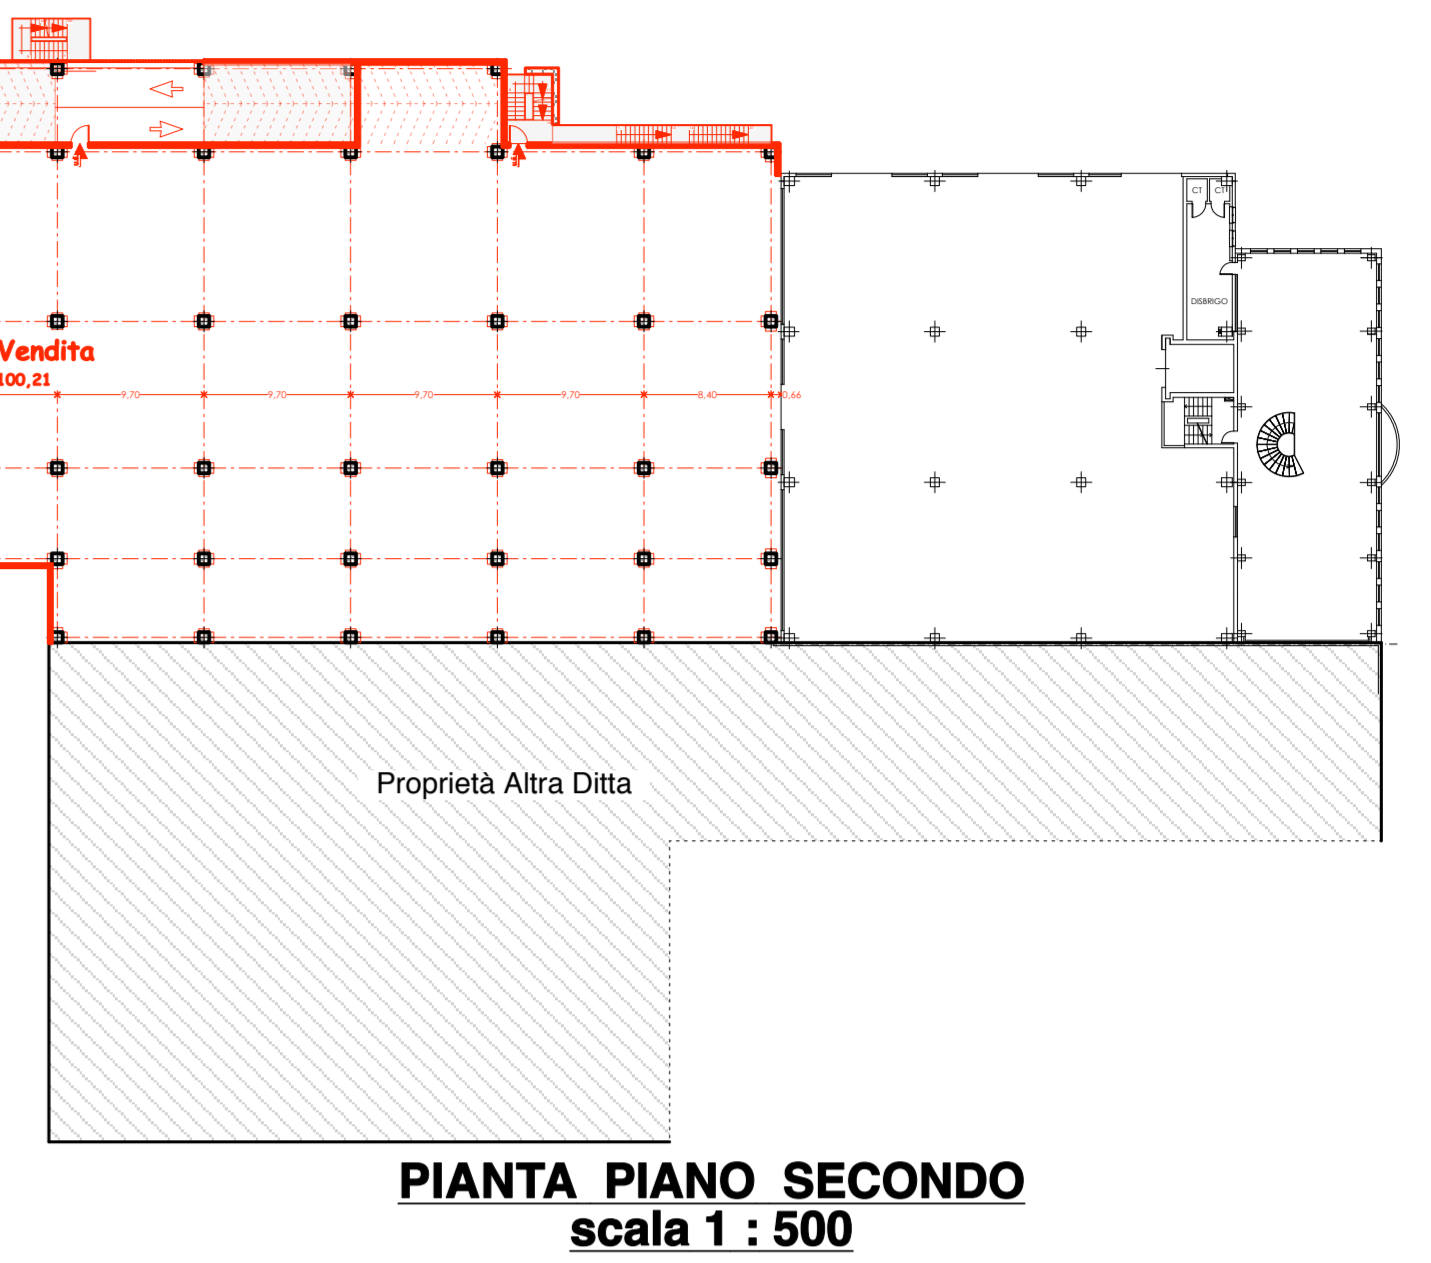 CT CT
DISBRIGO
Vendita
100,21
9,70 9,70 9,70 9,70 8,40 0,66
Proprietà Altra Ditta
PIANTA PIANO SECONDO
scala 1 : 500